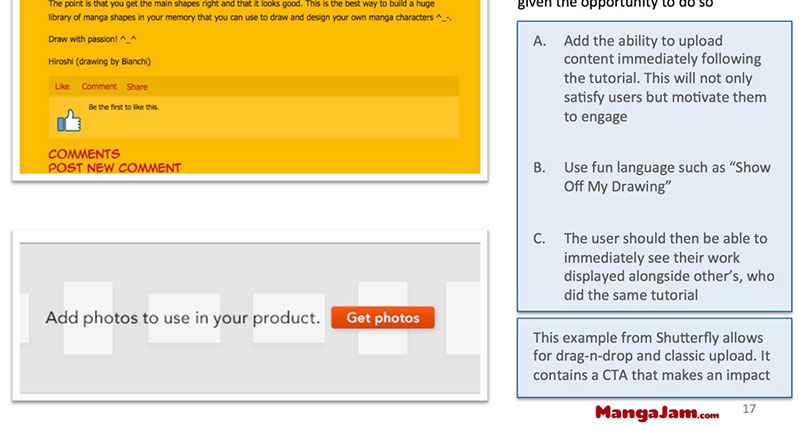 The point is that you get the main shapes right and that it looks good. This is the best way to build a huge
library of manga shapes in your memory that you can use to draw and design your own manga characters ^_-.
Draw with passion! ^_^
Hiroshi (drawing by Bianchi)
Like Comment Share
Be the first to like this.
COMMENTS
POST NEW COMMENT
Add photos to use in your product. Get photos
given the opportunity to do so
A. Add the ability to upload
content immediately following
the tutorial. This will not only
satisfy users but motivate them
to engage
B. Use fun language such as “Show
Off My Drawing”
C. The user should then be able to
immediately see their work
displayed alongside other’s, who
did the same tutorial
This example from Shutterfly allows
for drag-n-drop and classic upload. It
contains a CTA that makes an impact
MangaJam.com 17